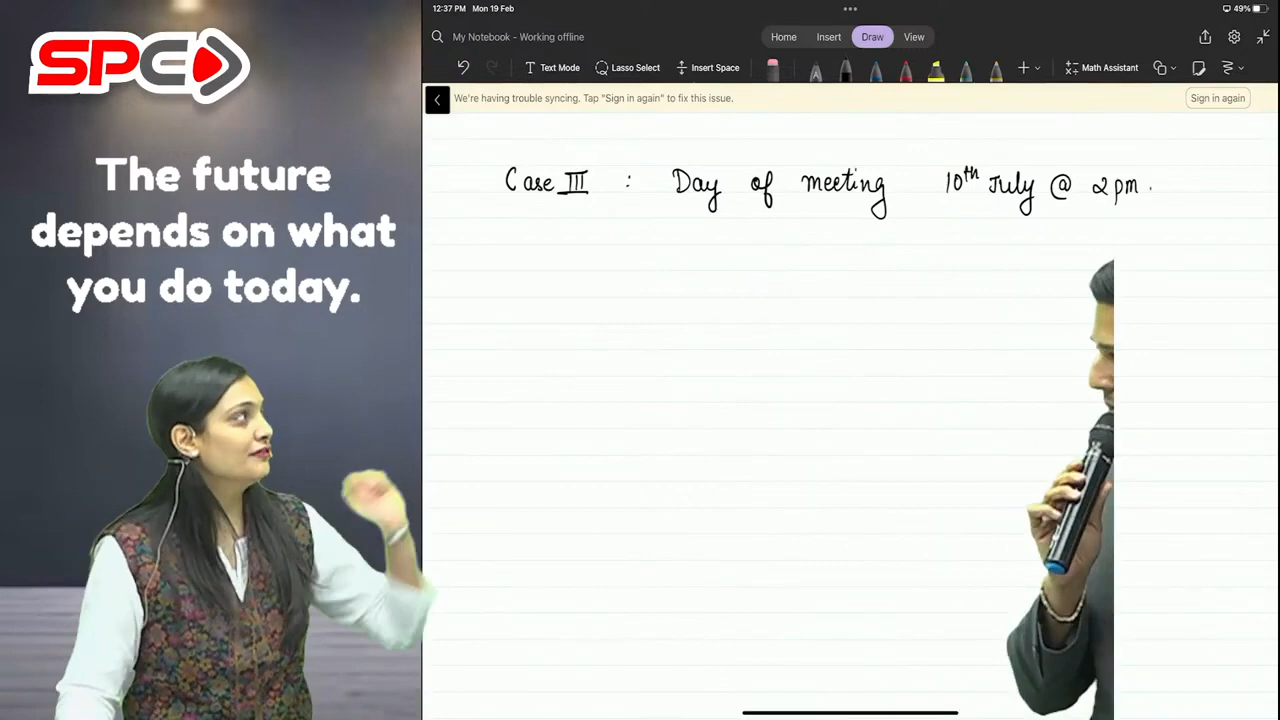 SPC
The future
depends on what
you do today.
12:37 PM Mon 19 Feb
49%
My Notebook - Working offline
Home Insert Draw View
Text Mode Lasso Select Insert Space Math Assistant
We're having trouble syncing. Tap "Sign in again" to fix this issue. Sign in again
Case III : Day of meeting 10th July @ 2 pm.